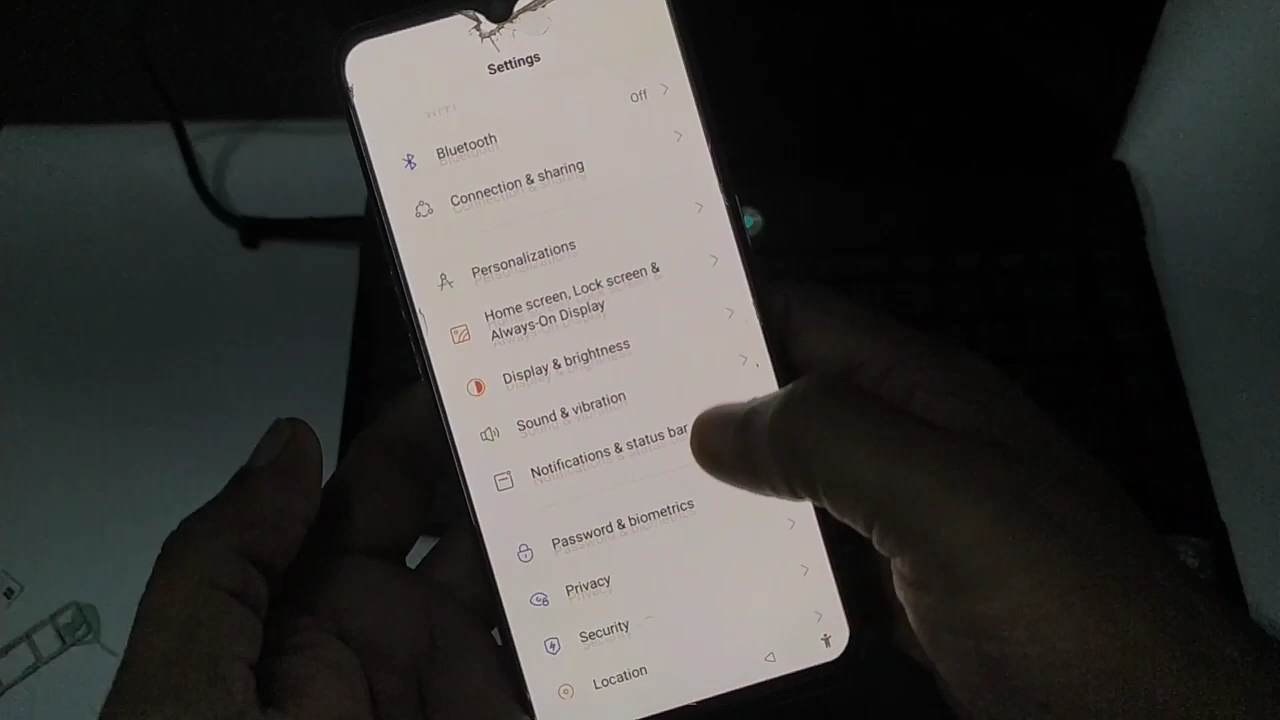 Settings
Off
Bluetooth
Connection & sharing
Personalizations
Home screen, Lock screen &
Always-On Display
Display & brightness
Sound & vibration
Notifications & status bar
Password & biometrics
Privacy
Security
Location